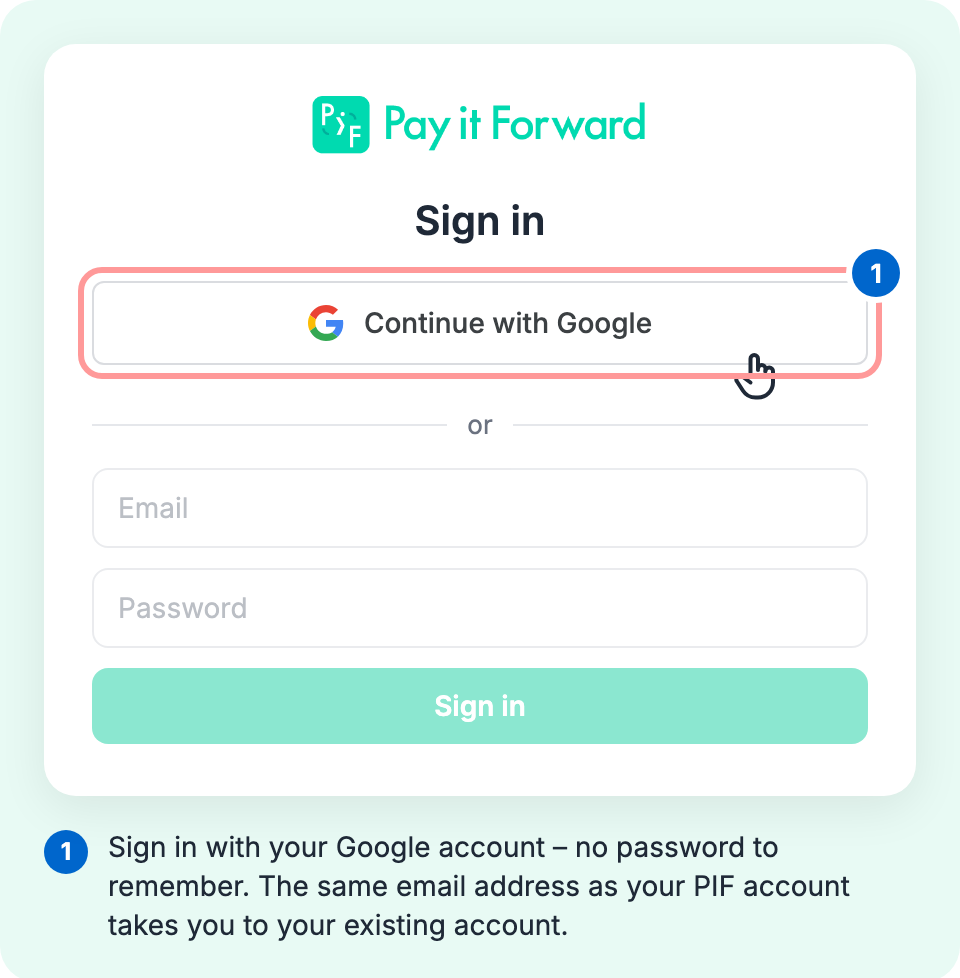 PiF Pay it Forward
Sign in
1
Continue with Google
or
Email
Password
Sign in
1 Sign in with your Google account – no password to
remember. The same email address as your PIF account
takes you to your existing account.